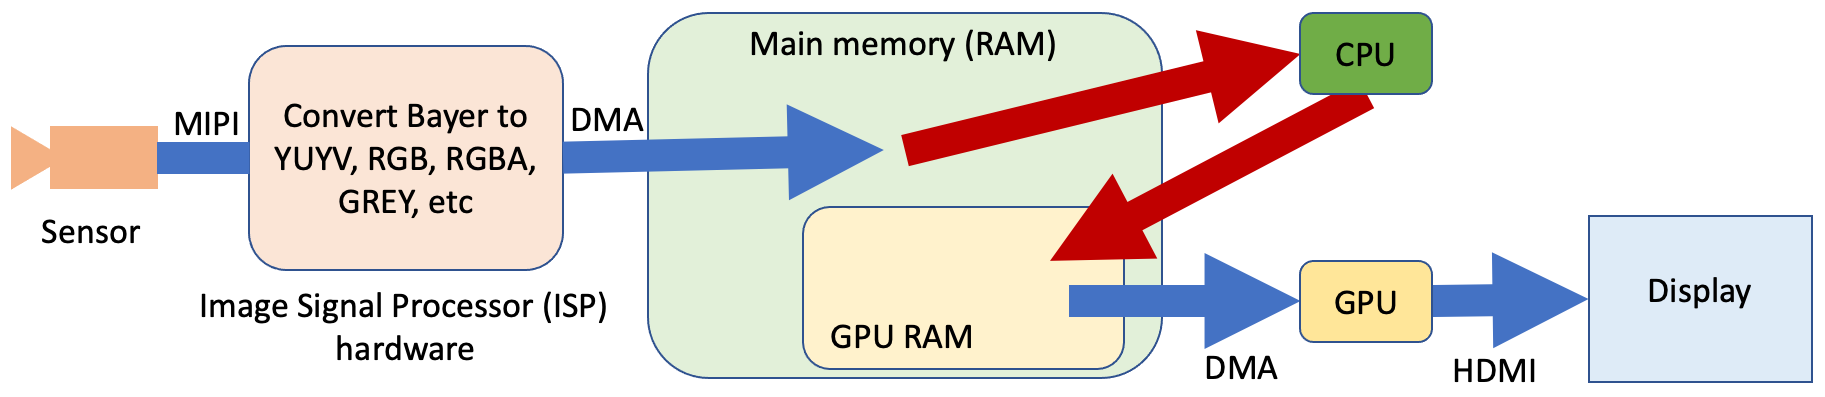 Sensor
MIPI
Convert Bayer to
YUYV, RGB, RGBA,
GREY, etc
Image Signal Processor (ISP)
hardware
DMA
Main memory (RAM)
GPU RAM
CPU
DMA
GPU
HDMI
Display